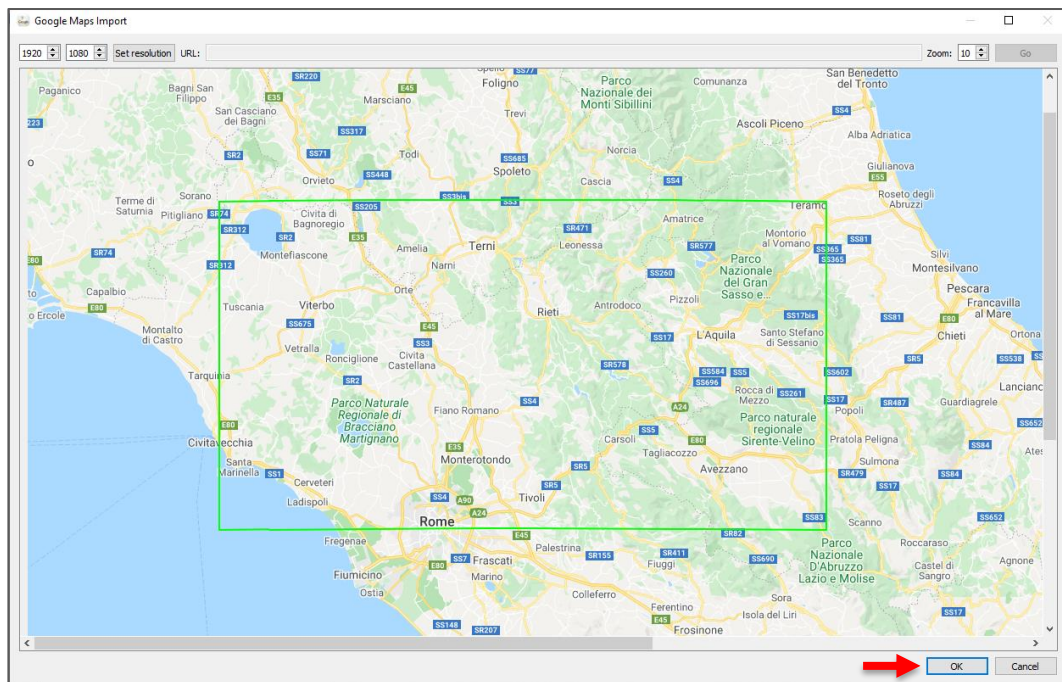 Google Maps Import
1920 1080 Set resolution URL: Zoom: 10 Go
Paganico
Bagni San
Filippo
SR220
E35
Marsciano
E45
Foligno
SS77
Parco
Nazionale dei
Monti Sibillini
Comunanza
San Benedetto
del Tronto
SS4
223
San Casciano
dei Bagni
SS317
Trevi
Ascoli Piceno
Alba Adriatica
SR2
SS71
Todi
SS685
Spoleto
Norcia
Giulianova
E55
Orvieto
SS448
SS3bis
Cascia
SS4
Roseto degli
Abruzzi
Terme di
Saturnia
Sorano
Pitigliano
SR74
SS205
SS3
Teramo
SR312
Civita di
Bagnoregio
SR2
E35
Amelia
Terni
SR471
Leonessa
Amatrice
SR577
Montorio
al Vomano
SS365
SS81
E80
SR74
SR312
Montefiascone
Narni
SS260
Parco
Nazionale
del Gran
Sasso e...
SS365
Silvi
Montesilvano
to
o Ercole
Capalbio
E80
Tuscania
Viterbo
Orte
Rieti
Antrodoco
Pizzoli
Pescara
Francavilla
al Mare
Montalto
di Castro
SS675
E45
SS17
L'Aquila
SS17bis
Santo Stefano
di Sessanio
SS81
E80
Chieti
Ortona
Vetralla
Ronciglione
SS3
Civita
Castellana
SR578
SS584
SS5
SS696
SR5
SS538
Tarquinia
SR2
Rocca di
Mezzo
SS261
SS602
Lanciano
Parco Naturale
Regionale di
Bracciano
Martignano
Fiano Romano
SS4
A24
SS17
Popoli
SR487
Guardiagrele
E80
Civitavecchia
E35
Carsoli
SS5
E80
Tagliacozzo
Parco naturale
regionale
Sirente-Velino
Pratola Peligna
SS652
SS84
Santa
Marinella
SS1
Cerveteri
Monterotondo
SR5
Avezzano
SR479
Sulmona
SS17
SS84
Ladispoli
SS4
A90
A24
Tivoli
SR5
Rome
SS83
Scanno
SS652
Fregenae
E45
Palestrina
SR82
Parco
Nazionale
D'Abruzzo
Lazio e Molise
Roccaraso
E80
SS7
Frascati
SR155
SR411
Fiuggi
SS690
Castel di
Sangro
Agnone
Fiumicino
Marino
Ostia
Colleferro
Sora
Ferentino
Isola del Liri
SS17
SS148
SR207
Frosinone
OK Cancel